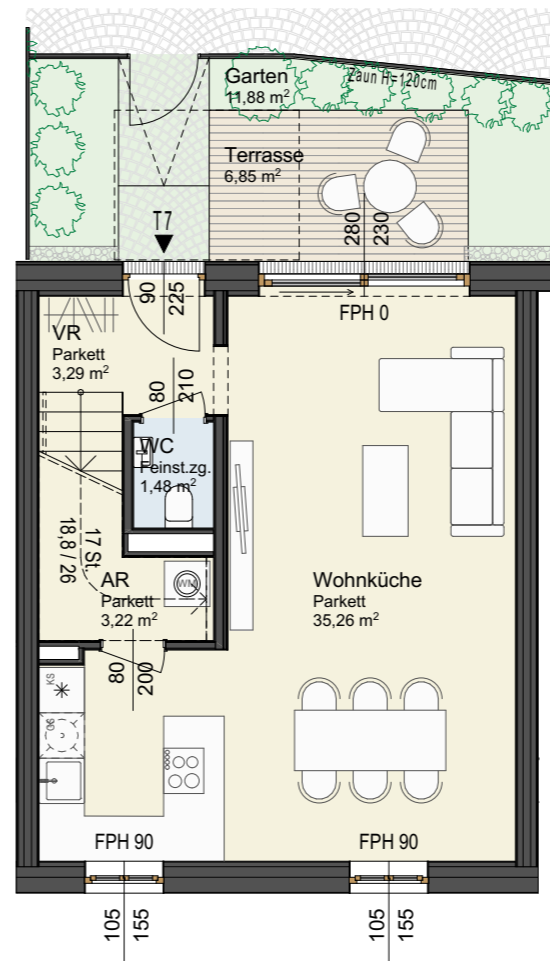 Garten
11,88 m²
Zaun H=120cm
Terrasse
6,85 m²
T7
280
230
90
225
FPH 0
VR
Parkett
3,29 m²
80
210
WC
Feinst.zg.
1,48 m²
17 St.
18,8 / 26
AR
Parkett
3,22 m²
WM
Wohnküche
Parkett
35,26 m²
80
200
KS
GS
FPH 90
FPH 90
105
155
105
155